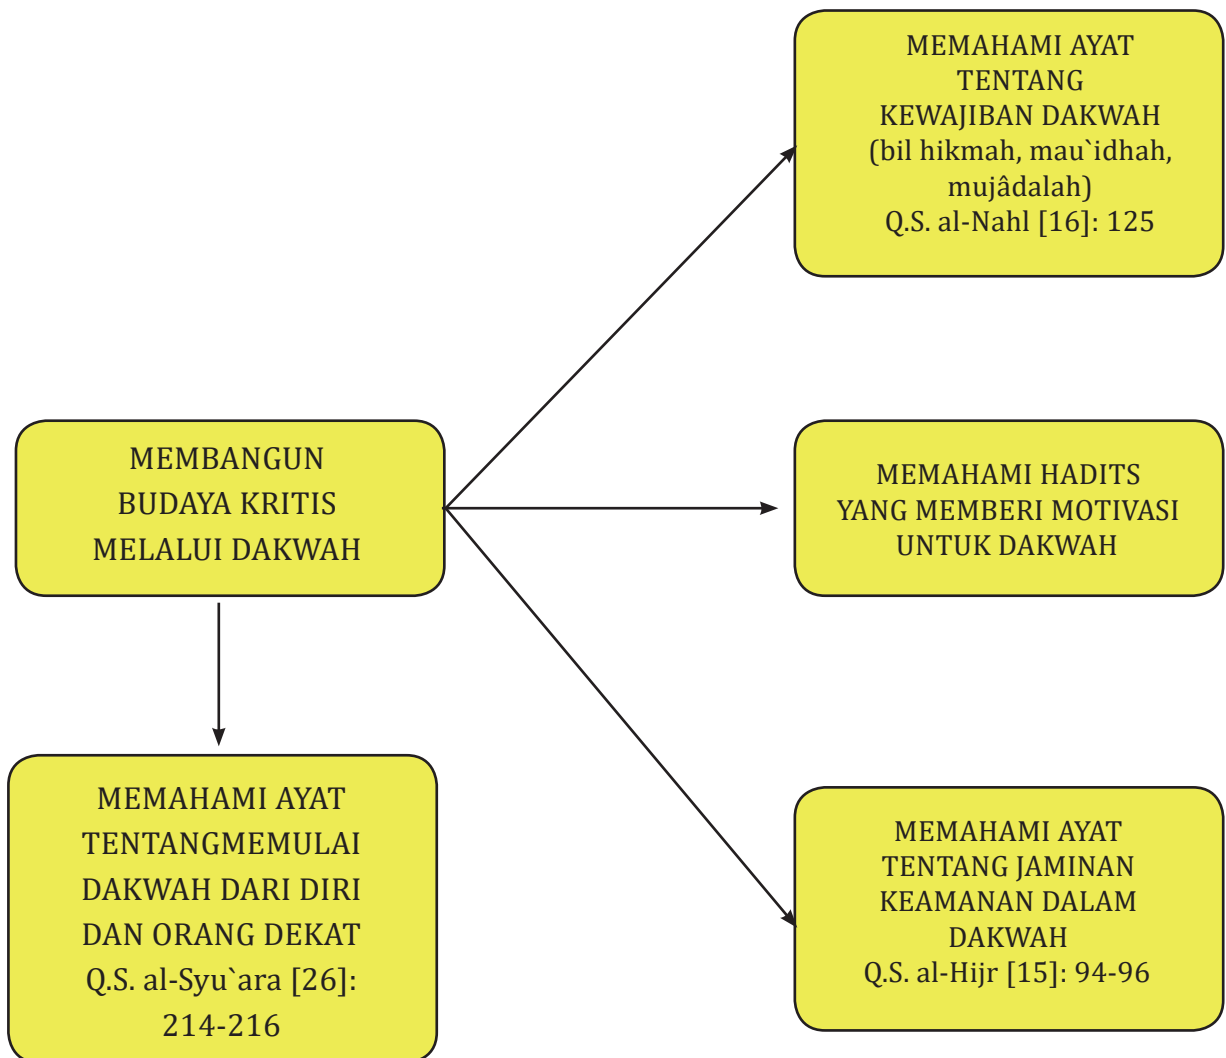 MEMAHAMI AYAT
TENTANG
KEWAJIBAN DAKWAH
(bil hikmah, mau`idhah,
mujâdalah)
Q.S. al-Nahl [16]: 125
MEMBANGUN
BUDAYA KRITIS
MELALUI DAKWAH
MEMAHAMI HADITS
YANG MEMBERI MOTIVASI
UNTUK DAKWAH
MEMAHAMI AYAT
TENTANGMEMULAI
DAKWAH DARI DIRI
DAN ORANG DEKAT
Q.S. al-Syu`ara [26]:
214-216
MEMAHAMI AYAT
TENTANG JAMINAN
KEAMANAN DALAM
DAKWAH
Q.S. al-Hijr [15]: 94-96